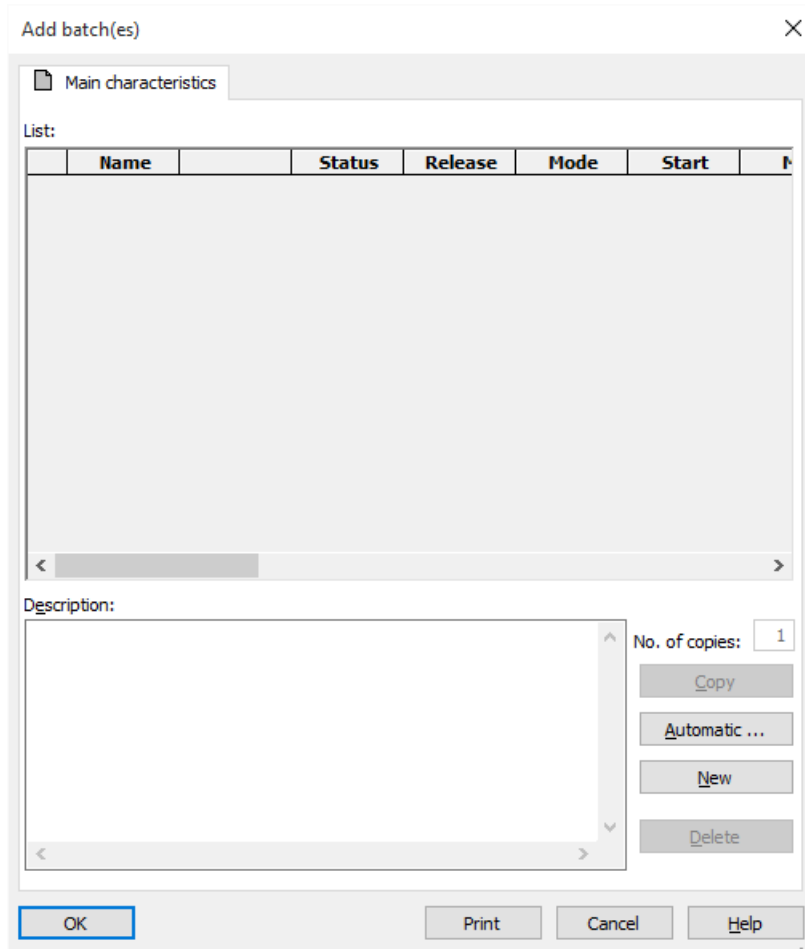 Add batch(es)
Main characteristics
List:
Name Status Release Mode Start
Description:
No. of copies: 1
Copy
Automatic ...
New
Delete
OK Print Cancel Help